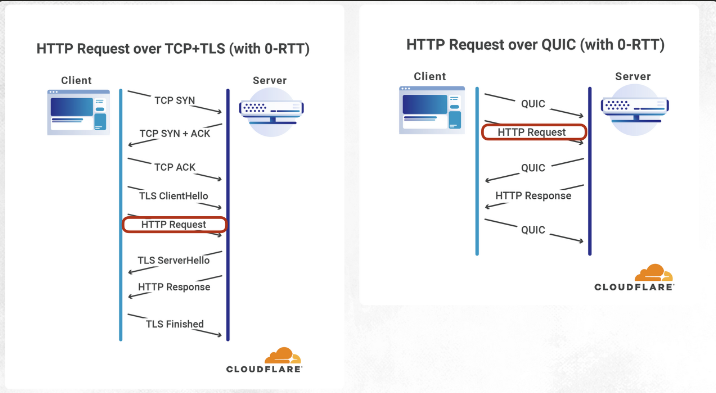 HTTP Request over TCP+TLS (with 0-RTT)
Client
Server
TCP SYN
TCP SYN + ACK
TCP ACK
TLS ClientHello
HTTP Request
TLS ServerHello
HTTP Response
TLS Finished
CLOUDFLARE
HTTP Request over QUIC (with 0-RTT)
Client
Server
QUIC
HTTP Request
QUIC
HTTP Response
QUIC
CLOUDFLARE